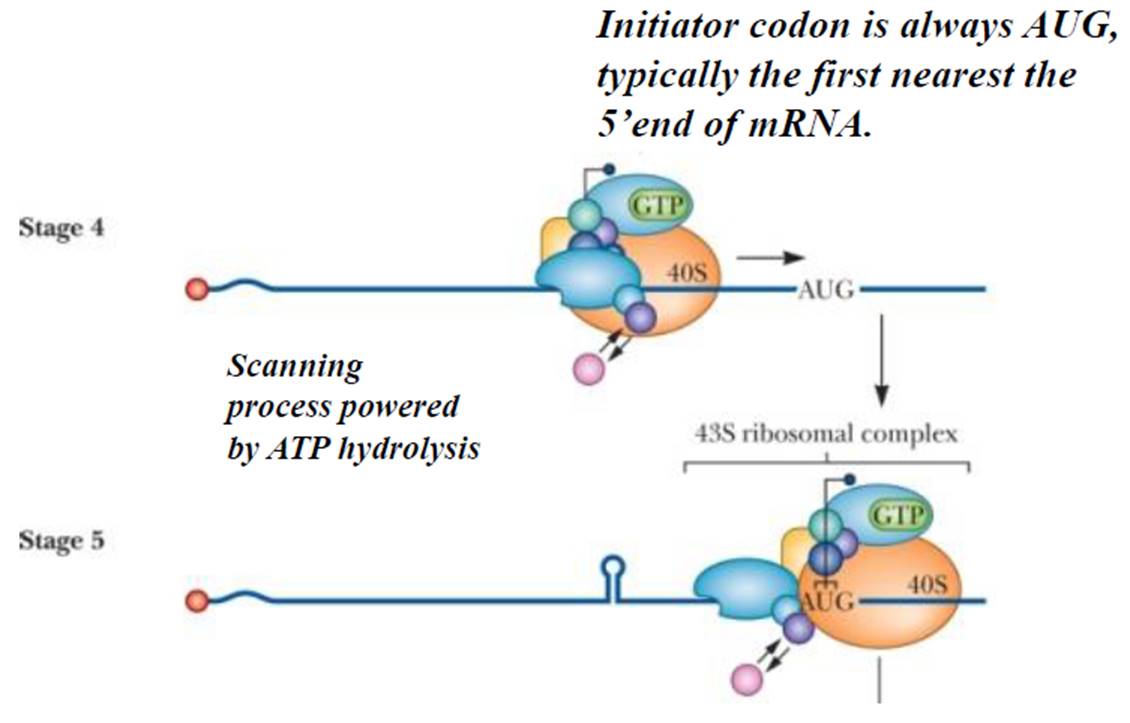 Initiator codon is always AUG,
typically the first nearest the
5’end of mRNA.
Stage 4
GTP
40S
AUG
Scanning
process powered
by ATP hydrolysis
43S ribosomal complex
Stage 5
GTP
40S
AUG